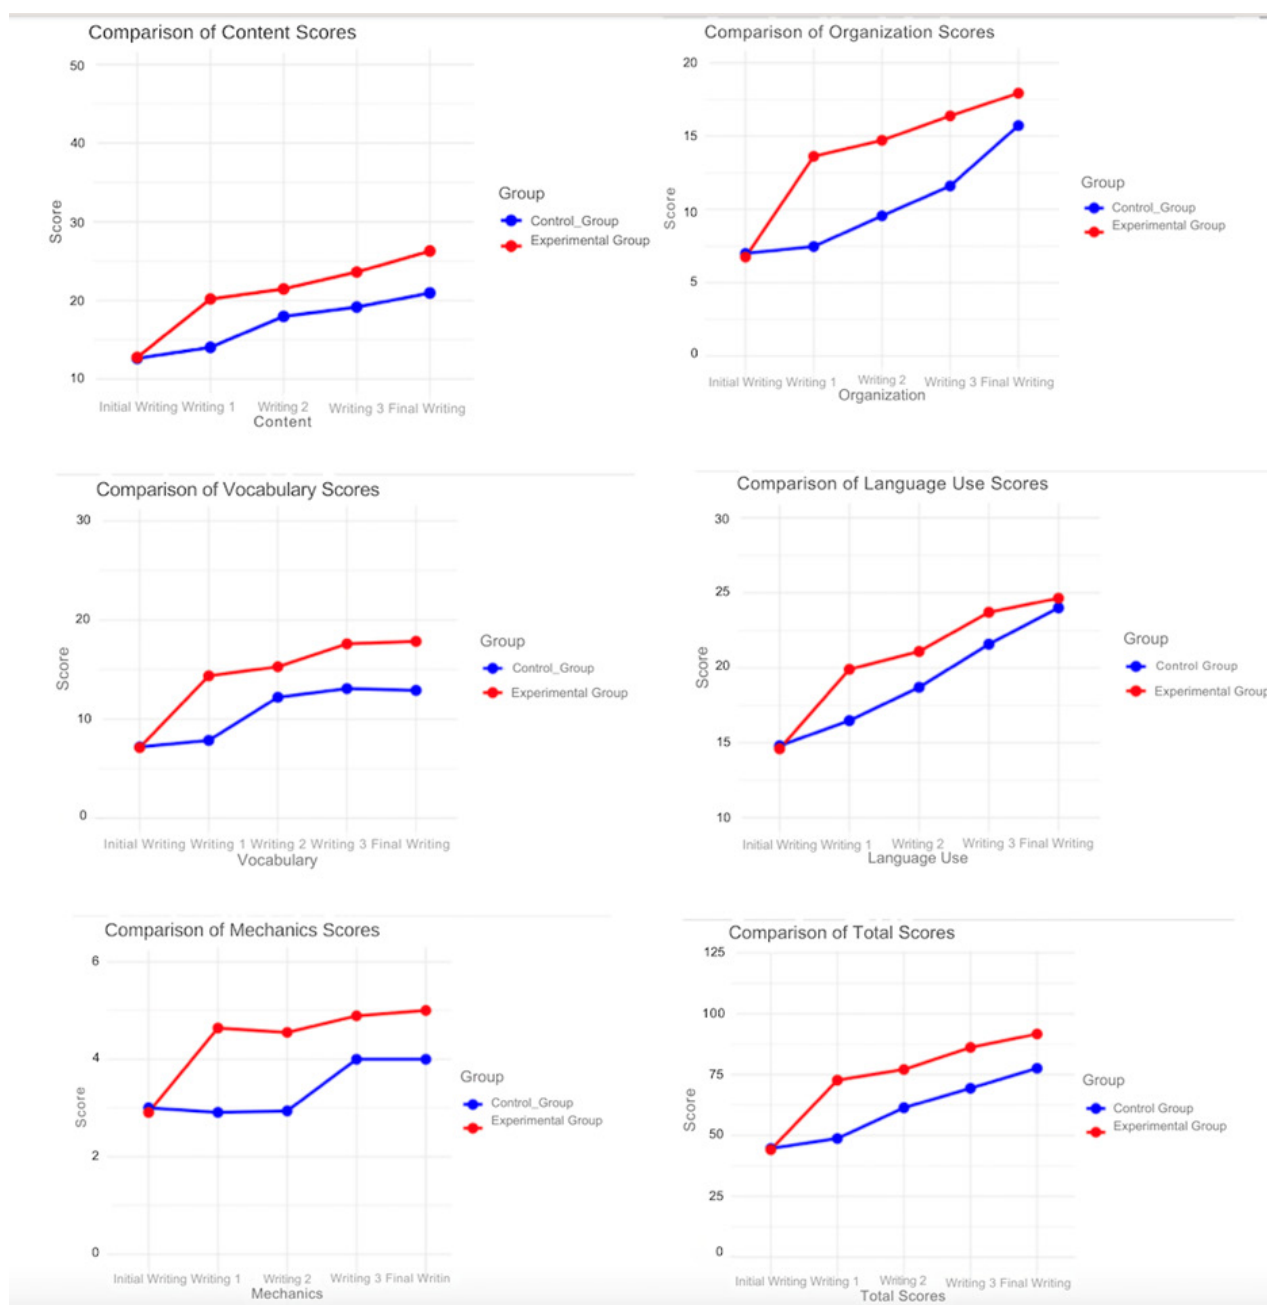 Comparison of Content Scores
50
40
30
20
10
Score
Initial Writing Writing 1 Writing 2 Writing 3 Final Writing
Content
Group
Control_Group
Experimental Group
Comparison of Organization Scores
20
15
10
5
0
Score
Initial Writing Writing 1 Writing 2 Writing 3 Final Writing
Organization
Group
Control_Group
Experimental Group
Comparison of Vocabulary Scores
30
20
10
0
Score
Initial Writing Writing 1 Writing 2 Writing 3 Final Writing
Vocabulary
Group
Control_Group
Experimental Group
Comparison of Language Use Scores
30
25
20
15
10
Score
Initial Writing Writing 1 Writing 2 Writing 3 Final Writing
Language Use
Group
Control Group
Experimental Group
Comparison of Mechanics Scores
6
4
2
0
Score
Initial Writing Writing 1 Writing 2 Writing 3 Final Writin
Mechanics
Group
Control_Group
Experimental Group
Comparison of Total Scores
125
100
75
50
25
0
Score
Initial Writing Writing 1 Writing 2 Writing 3 Final Writing
Total Scores
Group
Control Group
Experimental Group